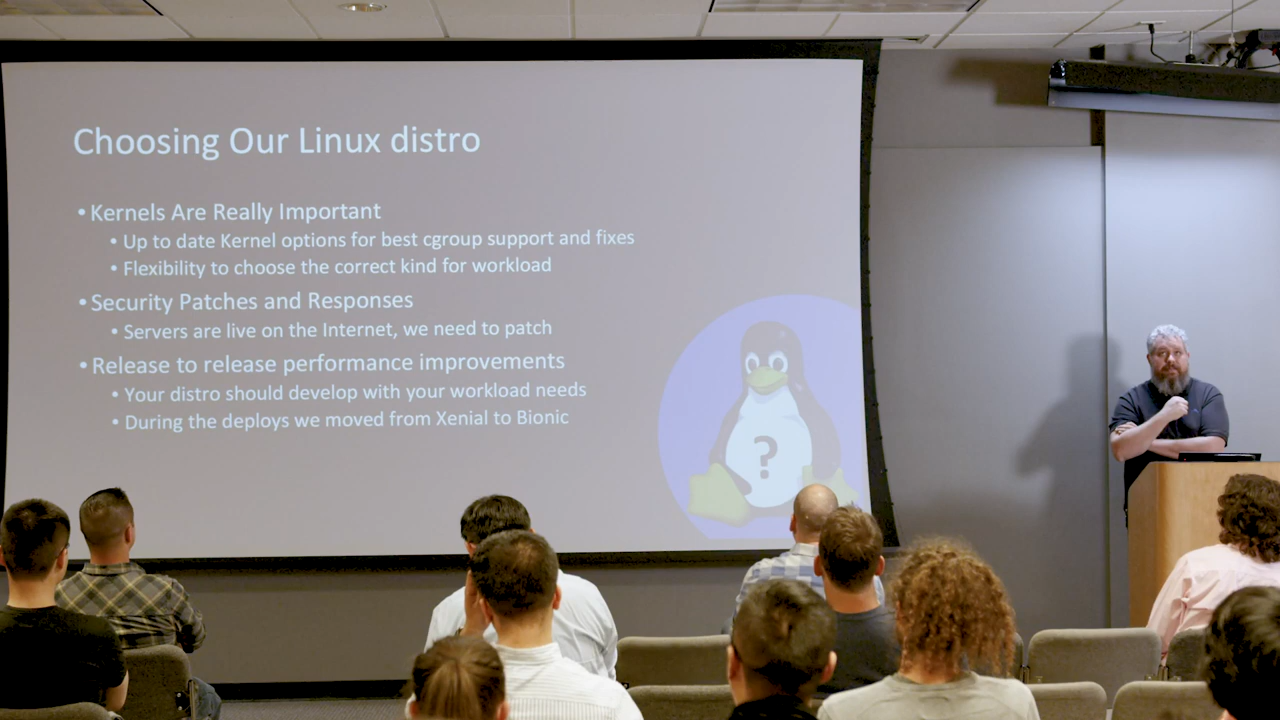 Choosing Our Linux distro
• Kernels Are Really Important
• Up to date Kernel options for best cgroup support and fixes
• Flexibility to choose the correct kind for workload
• Security Patches and Responses
• Servers are live on the Internet, we need to patch
• Release to release performance improvements
• Your distro should develop with your workload needs
• During the deploys we moved from Xenial to Bionic
?